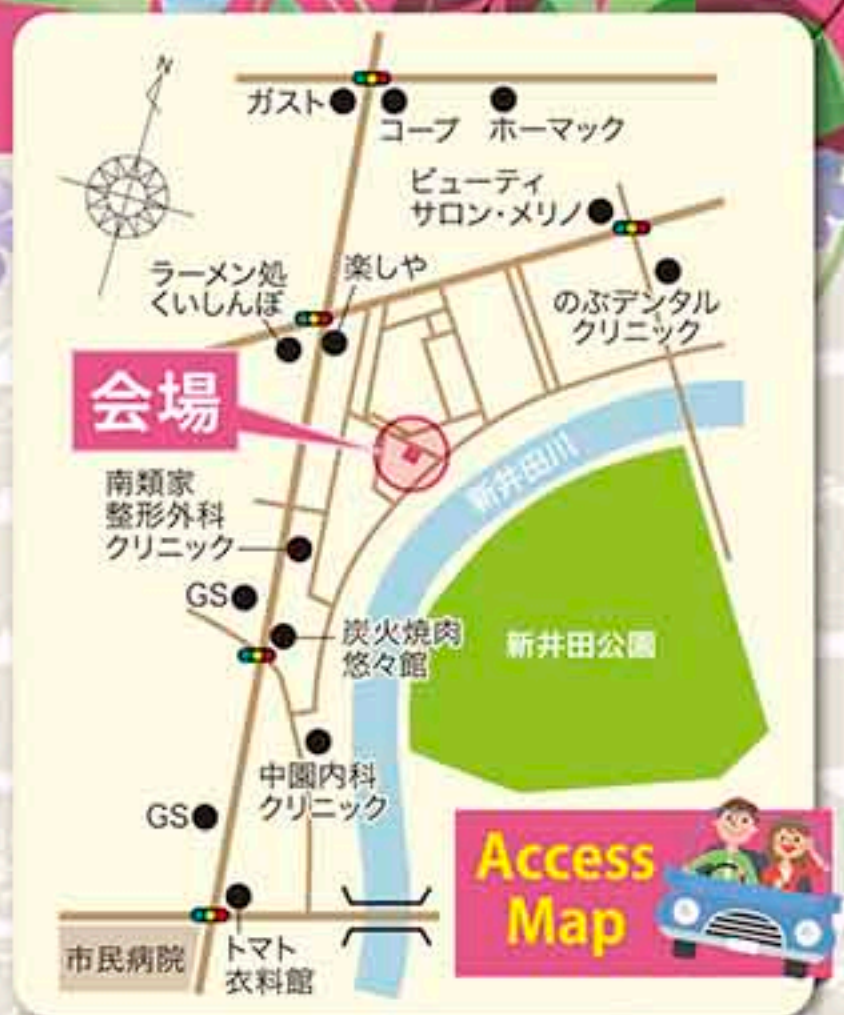 N
ガスト
コープ
ホーマック
ビューティ
サロン・メリノ
ラーメン処
くいしんぼ
楽しや
のぶデンタル
クリニック
会場
新井田川
南類家
整形外科
クリニック
GS
炭火焼肉
悠々館
新井田公園
中園内科
クリニック
GS
Access
Map
市民病院
トマト
衣料館